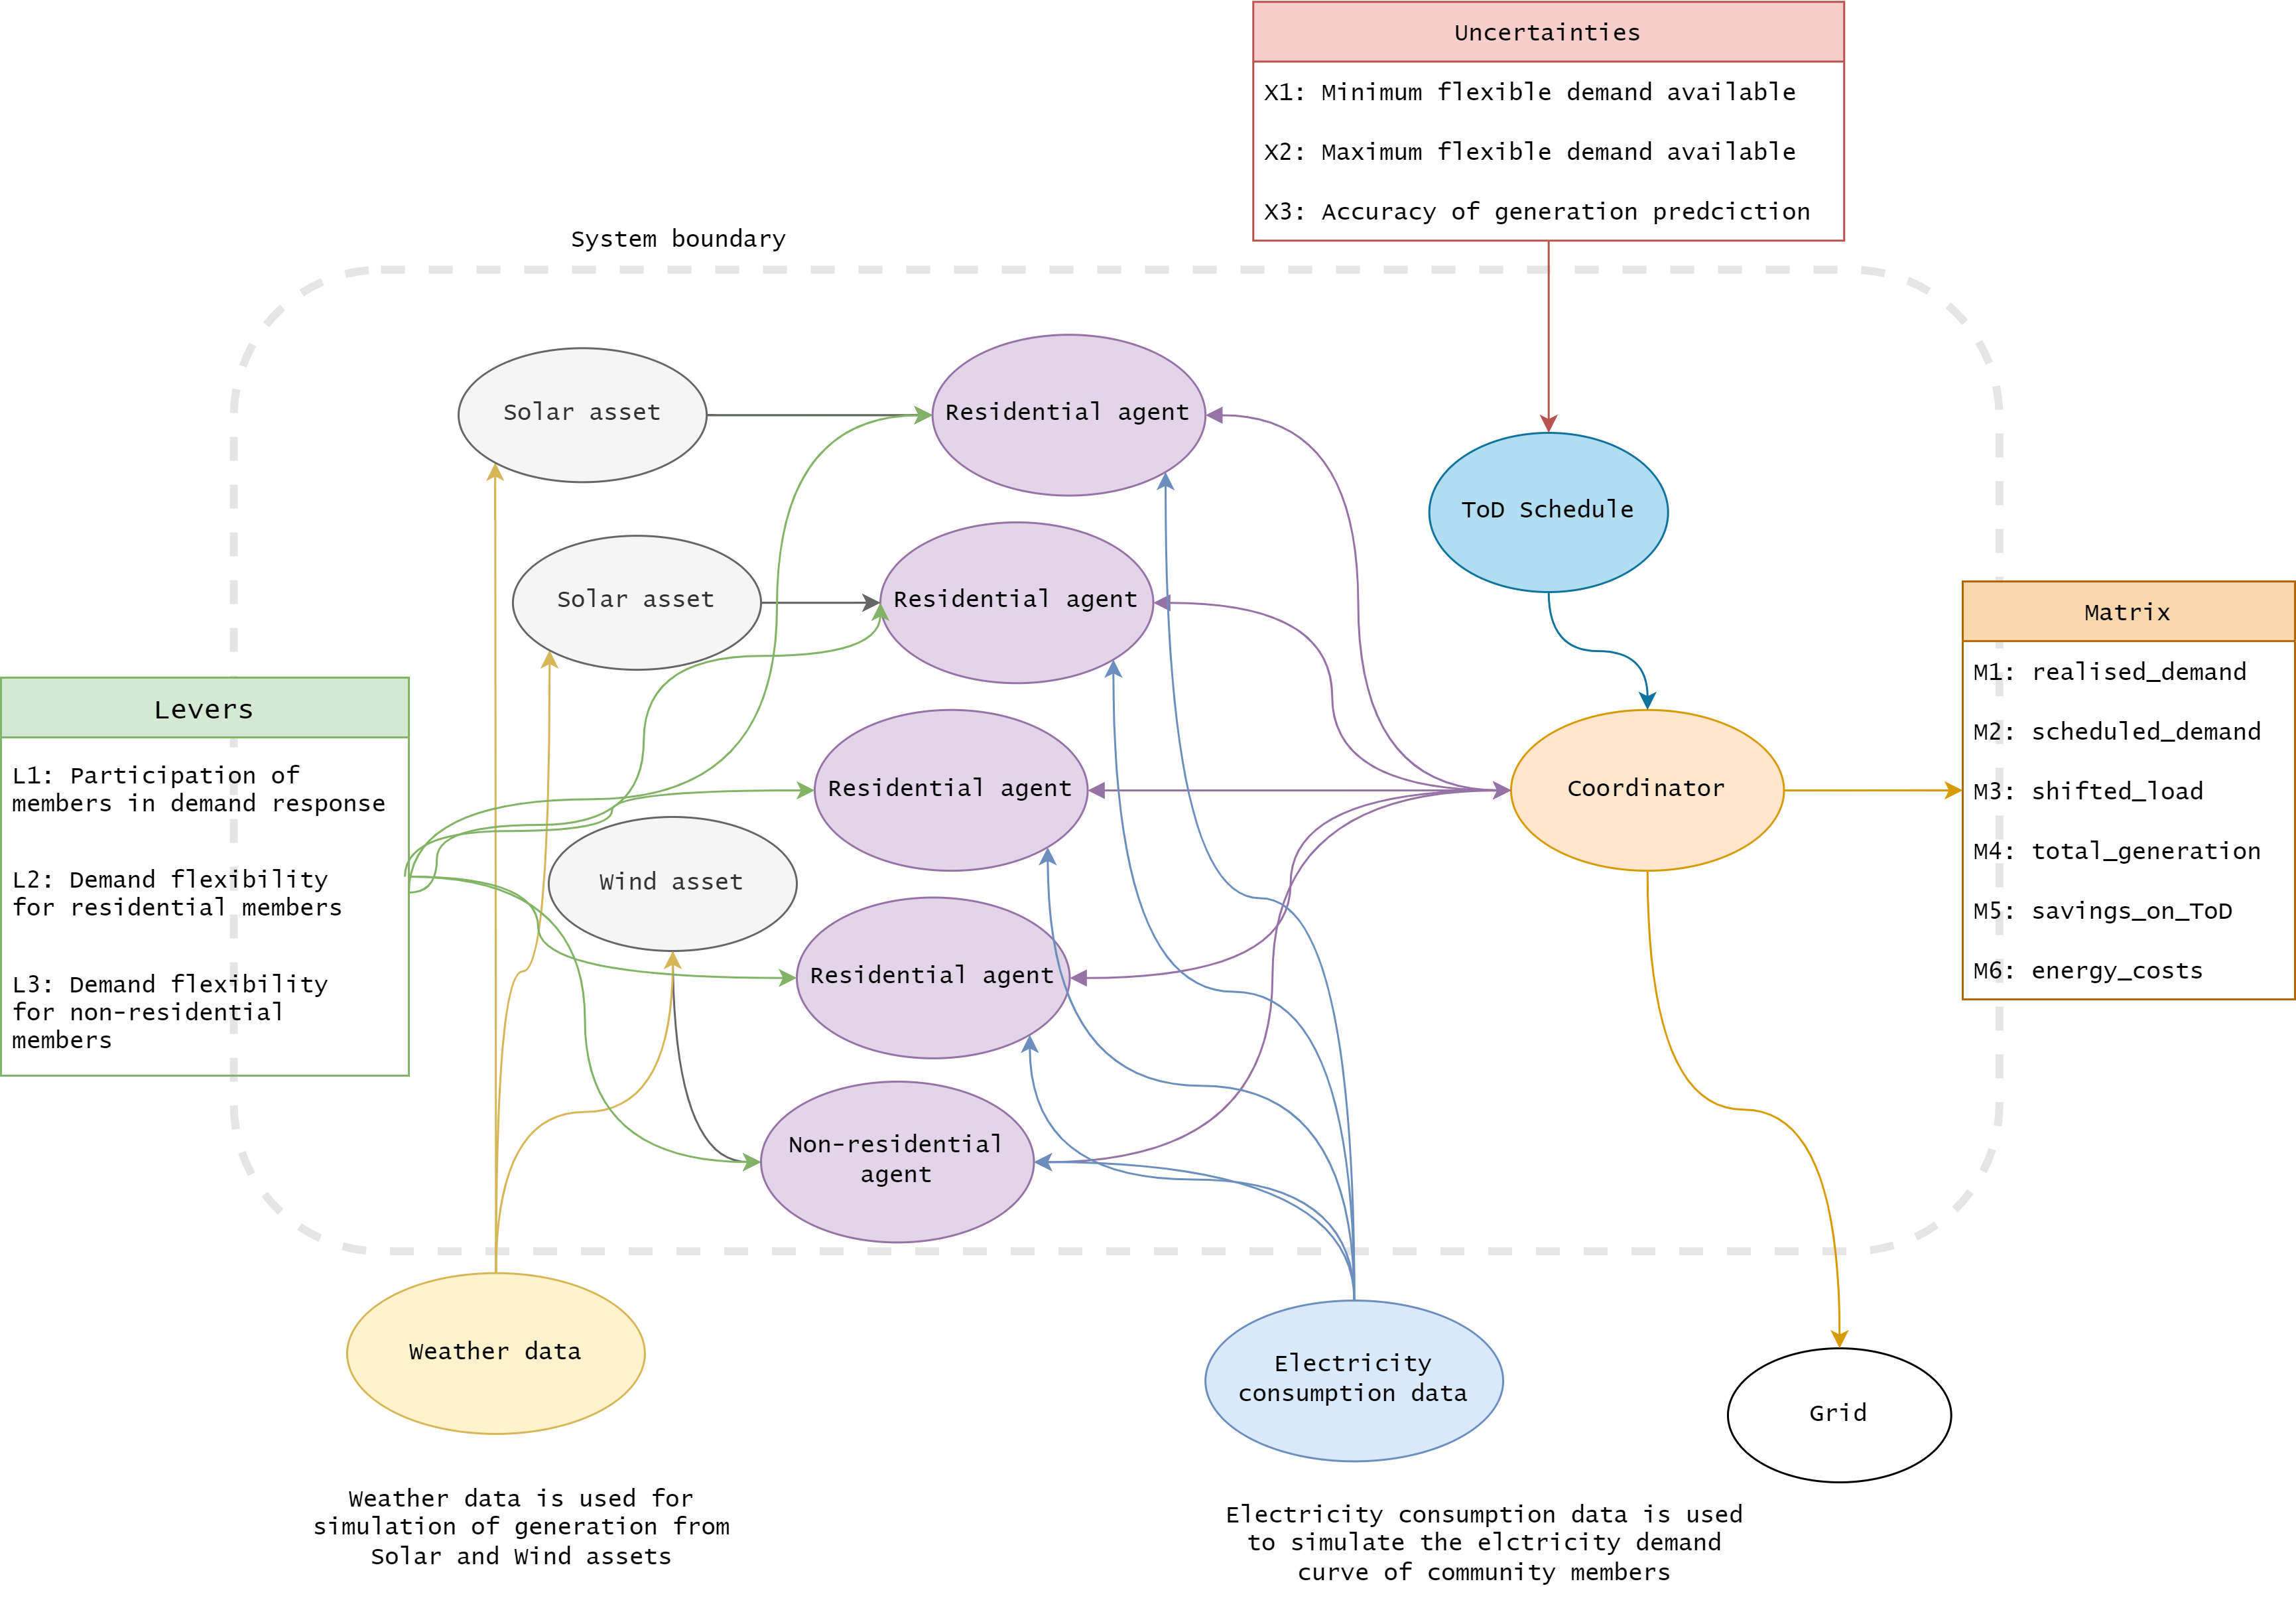 Uncertainties
X1: Minimum flexible demand available
X2: Maximum flexible demand available
X3: Accuracy of generation predciction
System boundary
Solar asset
Residential agent
ToD Schedule
Solar asset
Residential agent
Matrix
M1: realised_demand
M2: scheduled_demand
M3: shifted_load
M4: total_generation
M5: savings_on_ToD
M6: energy_costs
Levers
L1: Participation of
members in demand response
L2: Demand flexibility
for residential members
L3: Demand flexibility
for non-residential
members
Residential agent
Coordinator
Wind asset
Residential agent
Non-residential
agent
Weather data
Electricity
consumption data
Grid
Weather data is used for
simulation of generation from
Solar and Wind assets
Electricity consumption data is used
to simulate the elctricity demand
curve of community members